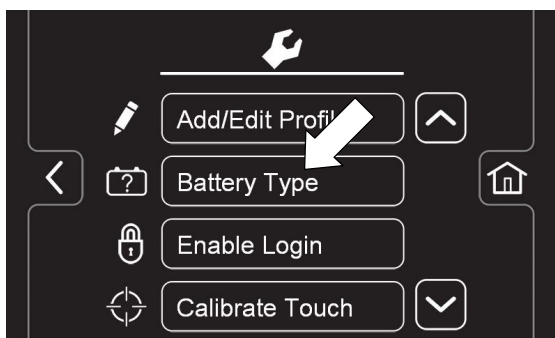 Add/Edit Profil
?
Battery Type
Enable Login
Calibrate Touch